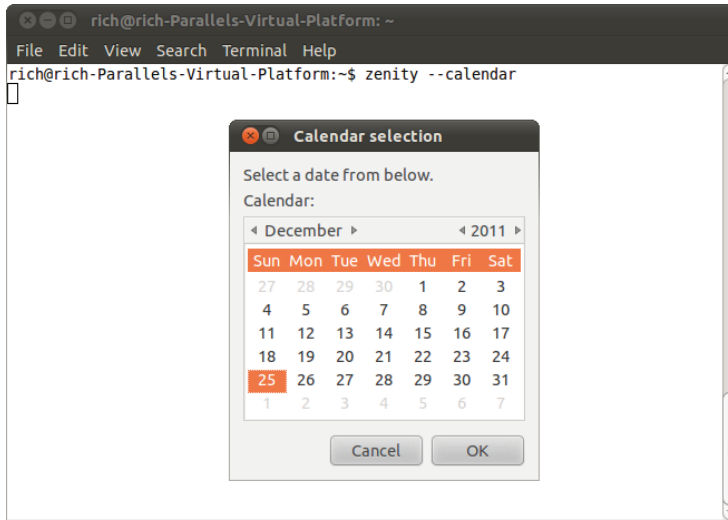 rich@rich-Parallels-Virtual-Platform: ~
File Edit View Search Terminal Help
rich@rich-Parallels-Virtual-Platform:~$ zenity --calendar
Calendar selection
Select a date from below.
Calendar:
December 2011
Sun Mon Tue Wed Thu Fri Sat
27 28 29 30 1 2 3
4 5 6 7 8 9 10
11 12 13 14 15 16 17
18 19 20 21 22 23 24
25 26 27 28 29 30 31
1 2 3 4 5 6 7
Cancel OK